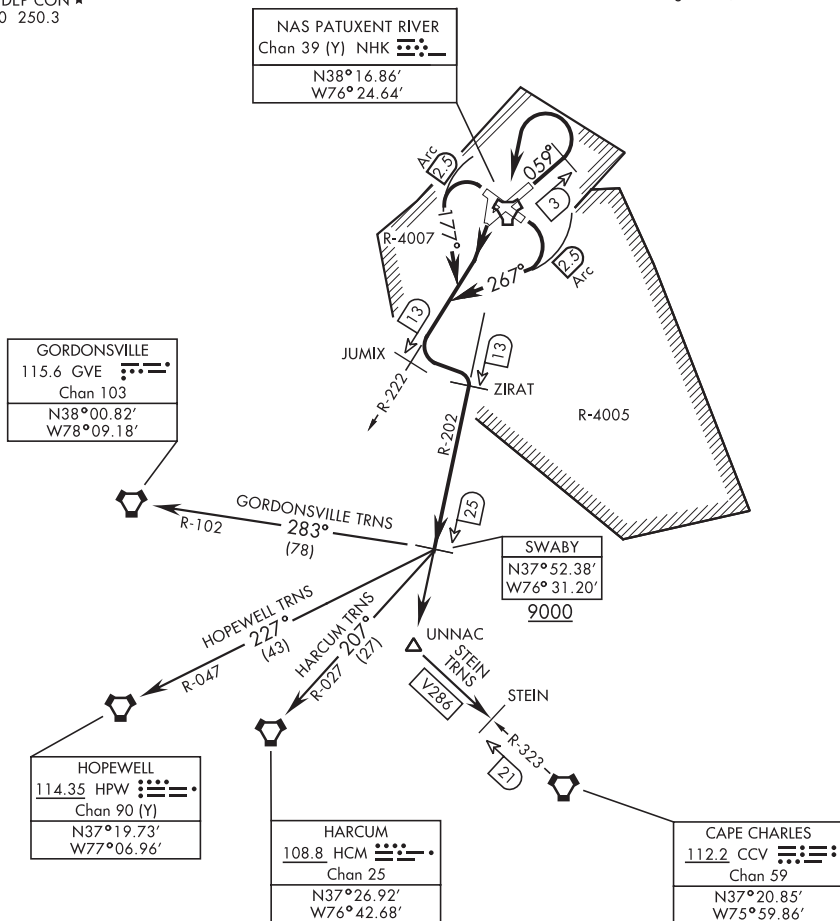 0 250.3
NAS PATUXENT RIVER
Chan 39 (Y) NHK
N38°16.86′
W76°24.64′
Arc
2.5
059°
3
R-4007
177°
267°
2.5
Arc
13
JUMIX
R-222
13
ZIRAT
R-4005
GORDONSVILLE
115.6 GVE
Chan 103
N38°00.82′
W78°09.18′
R-202
25
GORDONSVILLE TRNS
R-102
283°
(78)
SWABY
N37°52.38′
W76°31.20′
9000
HOPEWELL TRNS
227°
(43)
R-047
HARCUM TRNS
207°
(27)
R-027
UNNAC
STEIN
TRNS
V286
STEIN
R-323
21
HOPEWELL
114.35 HPW
Chan 90 (Y)
N37°19.73′
W77°06.96′
HARCUM
108.8 HCM
Chan 25
N37°26.92′
W76°42.68′
CAPE CHARLES
112.2 CCV
Chan 59
N37°20.85′
W75°59.86′